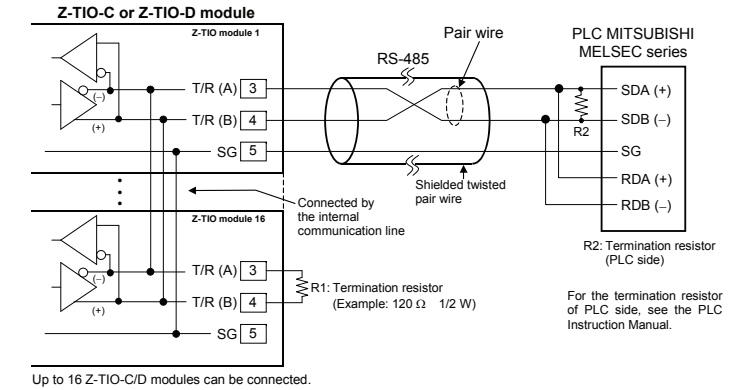 Z-TIO-C or Z-TIO-D module
Z-TIO module 1
T/R (A) 3
(−)
T/R (B) 4
(+)
SG 5
RS-485
Pair wire
Shielded twisted
pair wire
PLC MITSUBISHI
MELSEC series
SDA (+)
SDB (−)
R2
SG
RDA (+)
RDB (−)
R2: Termination resistor
(PLC side)
For the termination resistor
of PLC side, see the PLC
Instruction Manual.
Connected by
the internal
communication line
Z-TIO module 16
T/R (A) 3
(−)
T/R (B) 4
(+)
SG 5
R1: Termination resistor
(Example: 120 Ω 1/2 W)
Up to 16 Z-TIO-C/D modules can be connected.